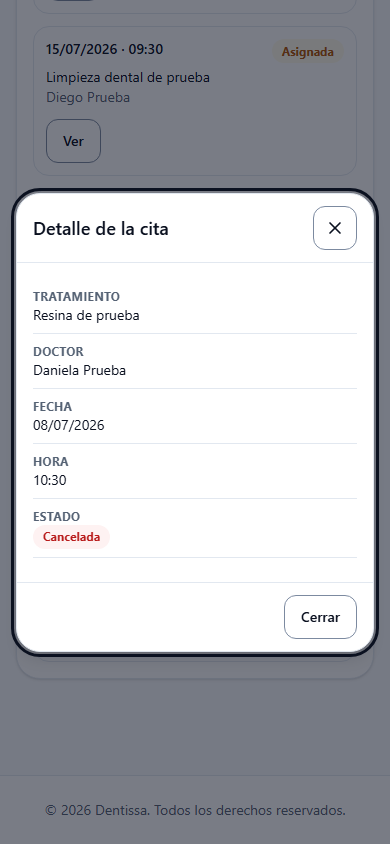 15/07/2026 · 09:30
Asignada
Limpieza dental de prueba
Diego Prueba
Ver
Detalle de la cita
TRATAMIENTO
Resina de prueba
DOCTOR
Daniela Prueba
FECHA
08/07/2026
HORA
10:30
ESTADO
Cancelada
Cerrar
© 2026 Dentissa. Todos los derechos reservados.